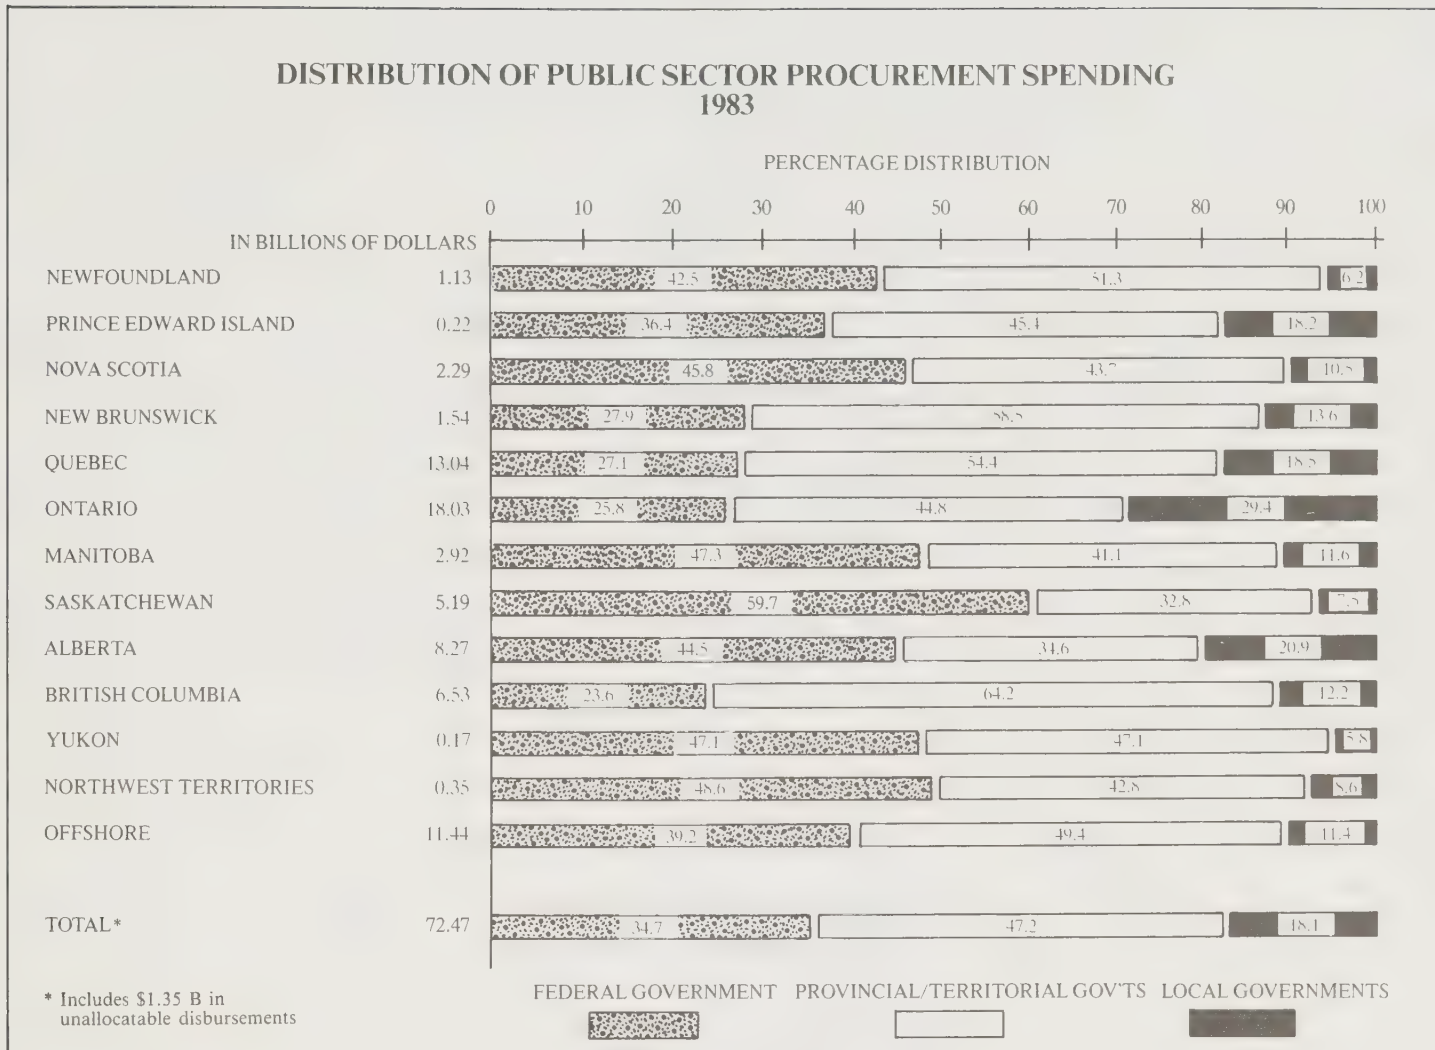 DISTRIBUTION OF PUBLIC SECTOR PROCUREMENT SPENDING
1983
PERCENTAGE DISTRIBUTION
0 10 20 30 40 50 60 70 80 90 100
IN BILLIONS OF DOLLARS
NEWFOUNDLAND 1.13 42.5 51.3 6.2
PRINCE EDWARD ISLAND 0.22 36.4 45.4 18.2
NOVA SCOTIA 2.29 45.8 43.7 10.5
NEW BRUNSWICK 1.54 27.9 58.5 13.6
QUEBEC 13.04 27.1 54.4 18.5
ONTARIO 18.03 25.8 44.8 29.4
MANITOBA 2.92 47.3 41.1 11.6
SASKATCHEWAN 5.19 59.7 32.8 7.5
ALBERTA 8.27 44.5 34.6 20.9
BRITISH COLUMBIA 6.53 23.6 64.2 12.2
YUKON 0.17 47.1 47.1 5.8
NORTHWEST TERRITORIES 0.35 48.6 42.8 8.6
OFFSHORE 11.44 39.2 49.4 11.4
TOTAL* 72.47 34.7 47.2 18.1
* Includes $1.35 B in
unallocatable disbursements
FEDERAL GOVERNMENT PROVINCIAL/TERRITORIAL GOV'TS LOCAL GOVERNMENTS